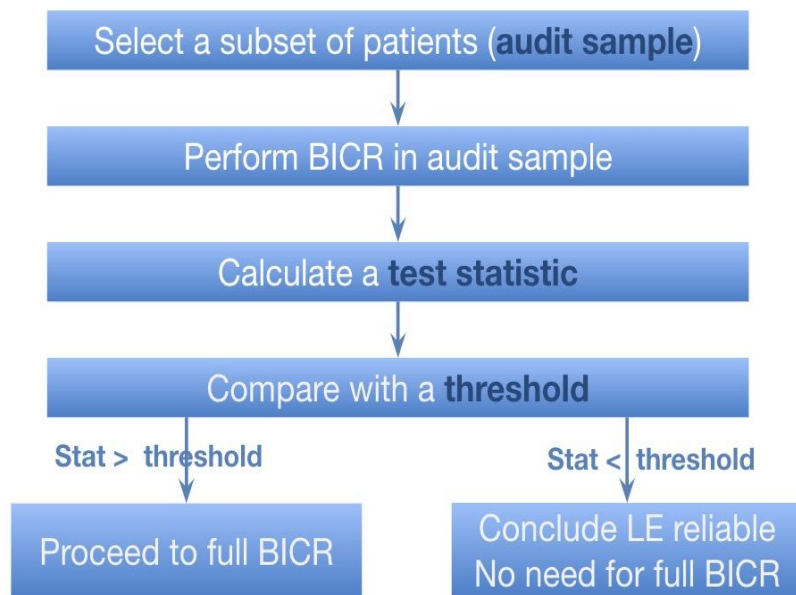 Select a subset of patients (audit sample)
Perform BICR in audit sample
Calculate a test statistic
Compare with a threshold
Stat > threshold
Stat < threshold
Proceed to full BICR
Conclude LE reliable
No need for full BICR